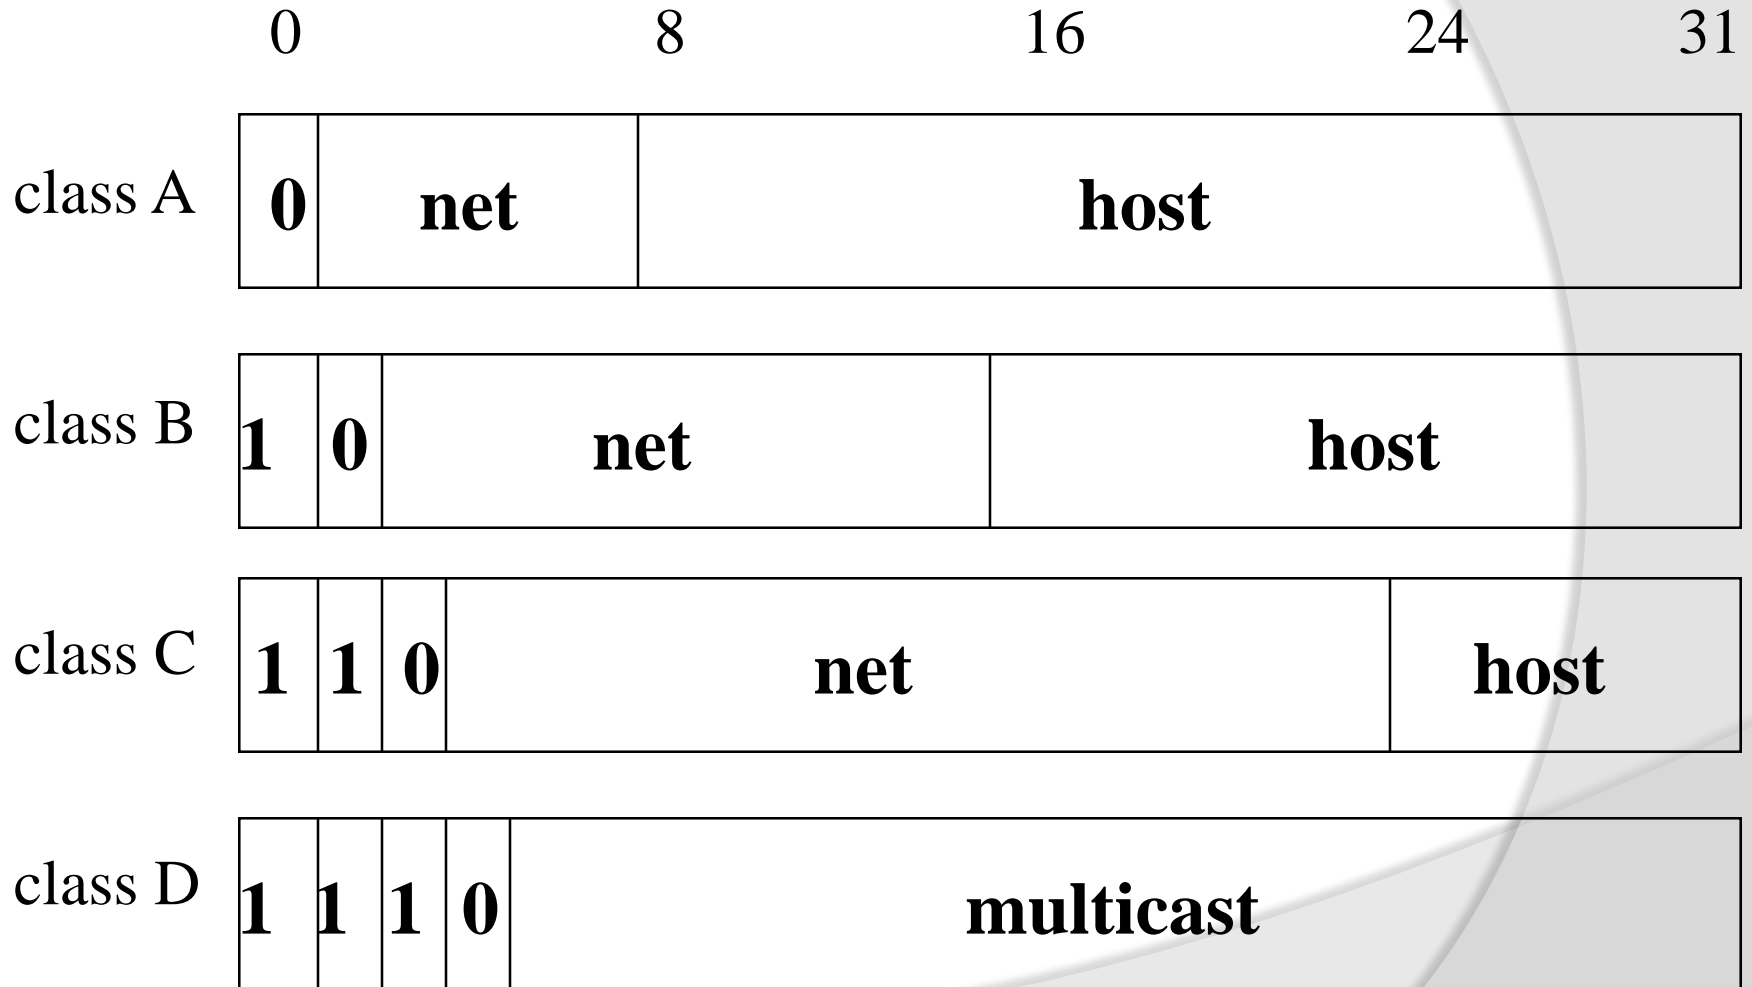 0 8 16 24 31
class A 0 net host
class B 1 0 net host
class C 1 1 0 net host
class D 1 1 1 0 multicast